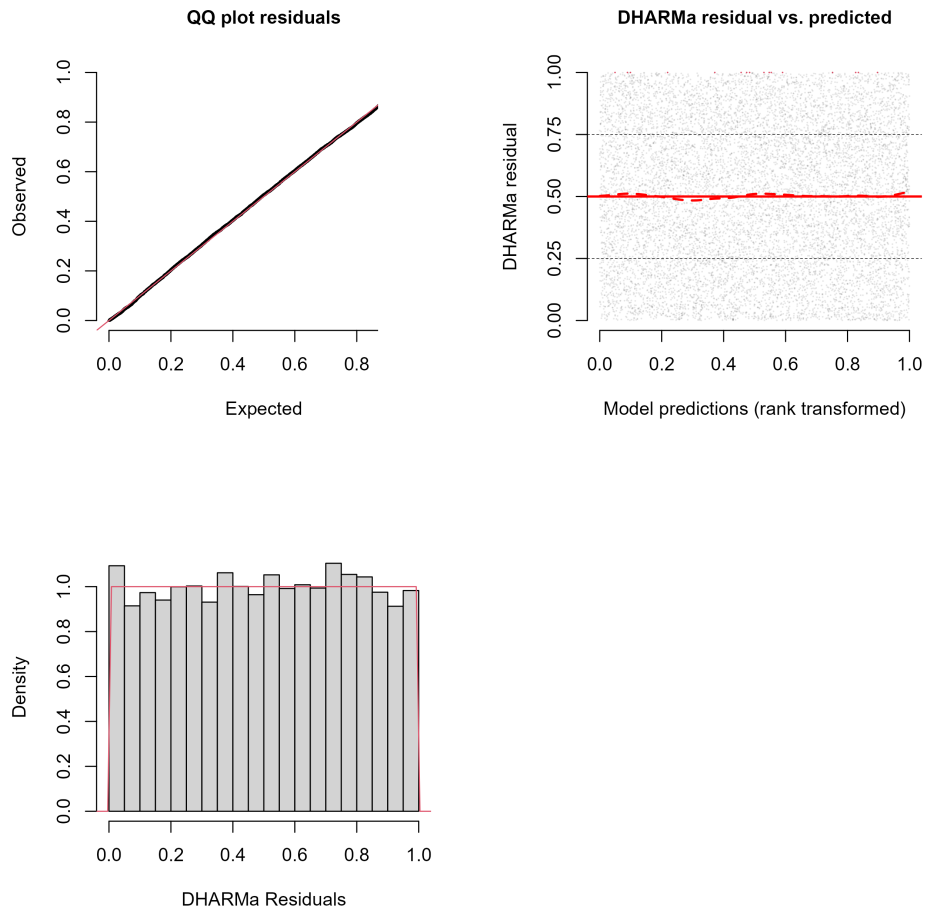 QQ plot residuals
Observed
1.0
0.8
0.6
0.4
0.2
0.0
0.0 0.2 0.4 0.6 0.8
Expected
DHARMa residual vs. predicted
DHARMa residual
1.00
0.75
0.50
0.25
0.00
0.0 0.2 0.4 0.6 0.8 1.0
Model predictions (rank transformed)
Density
1.0
0.8
0.6
0.4
0.2
0.0
0.0 0.2 0.4 0.6 0.8 1.0
DHARMa Residuals